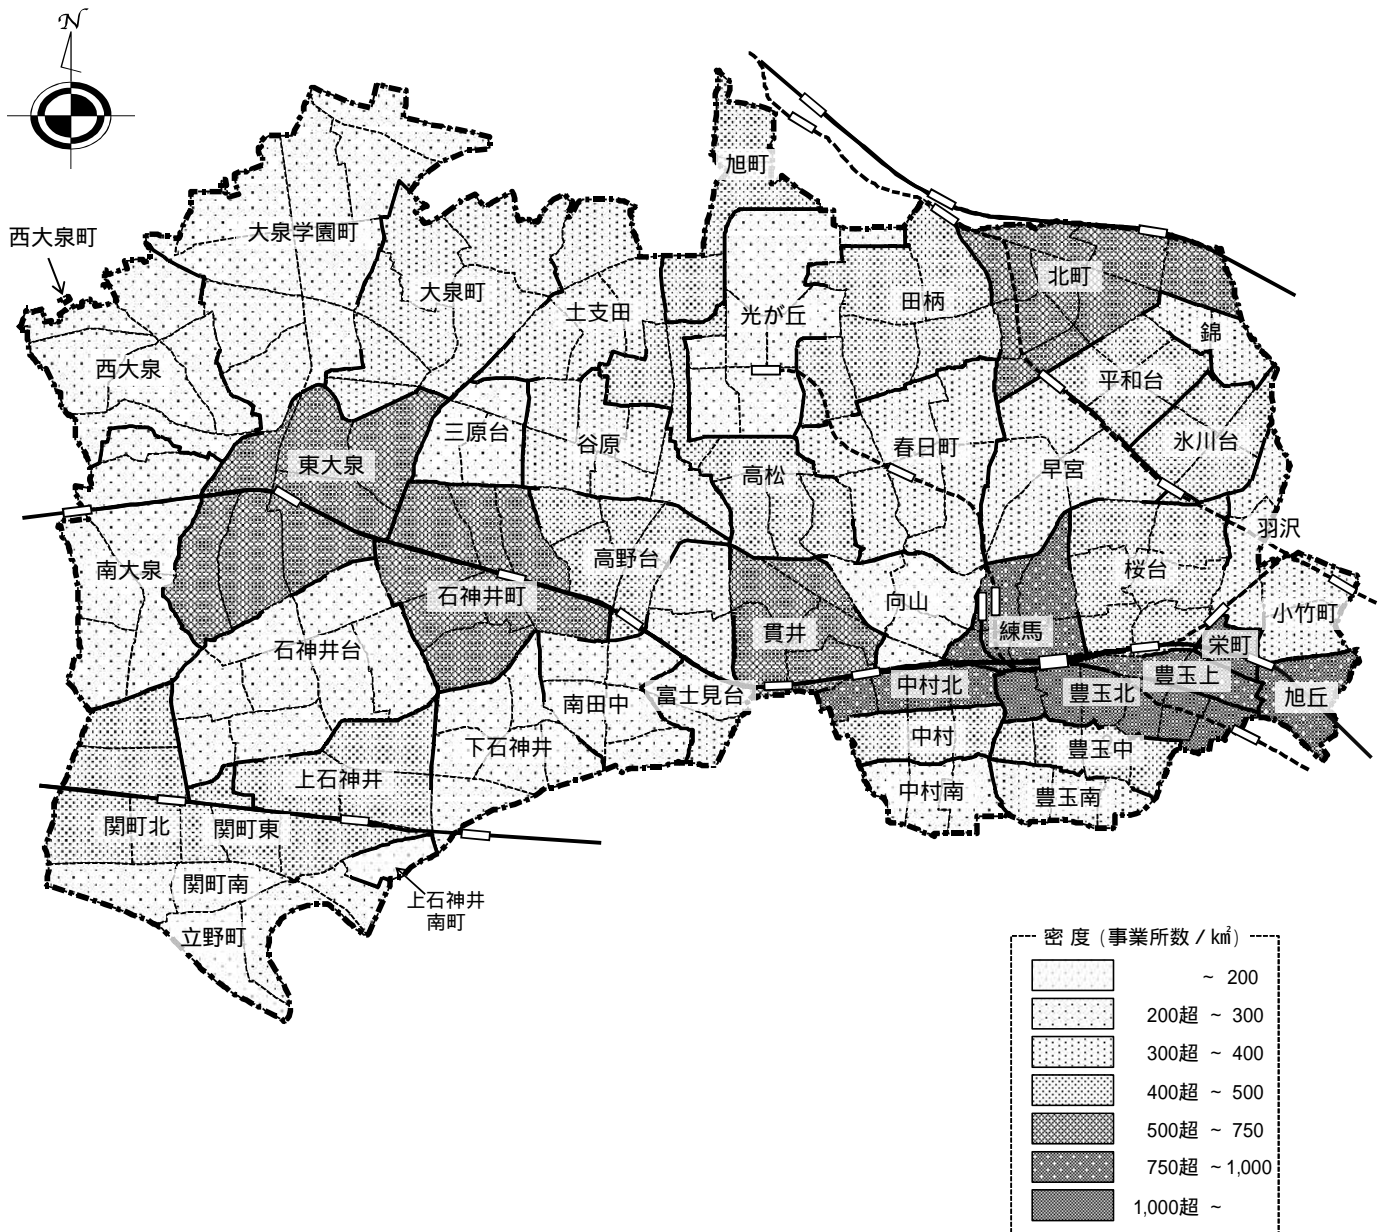 N
旭町
西大泉町
大泉学園町
大泉町
北町
田柄
土支田
光が丘
錦
西大泉
平和台
三原台
谷原
春日町
氷川台
東大泉
高松
早宮
羽沢
南大泉
高野台
桜台
石神井町
向山
小竹町
貫井
練馬
石神井台
栄町
豊玉上
中村北
豊玉北
旭丘
南田中
富士見台
下石神井
中村
豊玉中
上石神井
中村南
豊玉南
関町北
関町東
関町南
上石神井
南町
立野町
密度(事業所数/㎢)
~ 200
200超 ~ 300
300超 ~ 400
400超 ~ 500
500超 ~ 750
750超 ~ 1,000
1,000超 ~